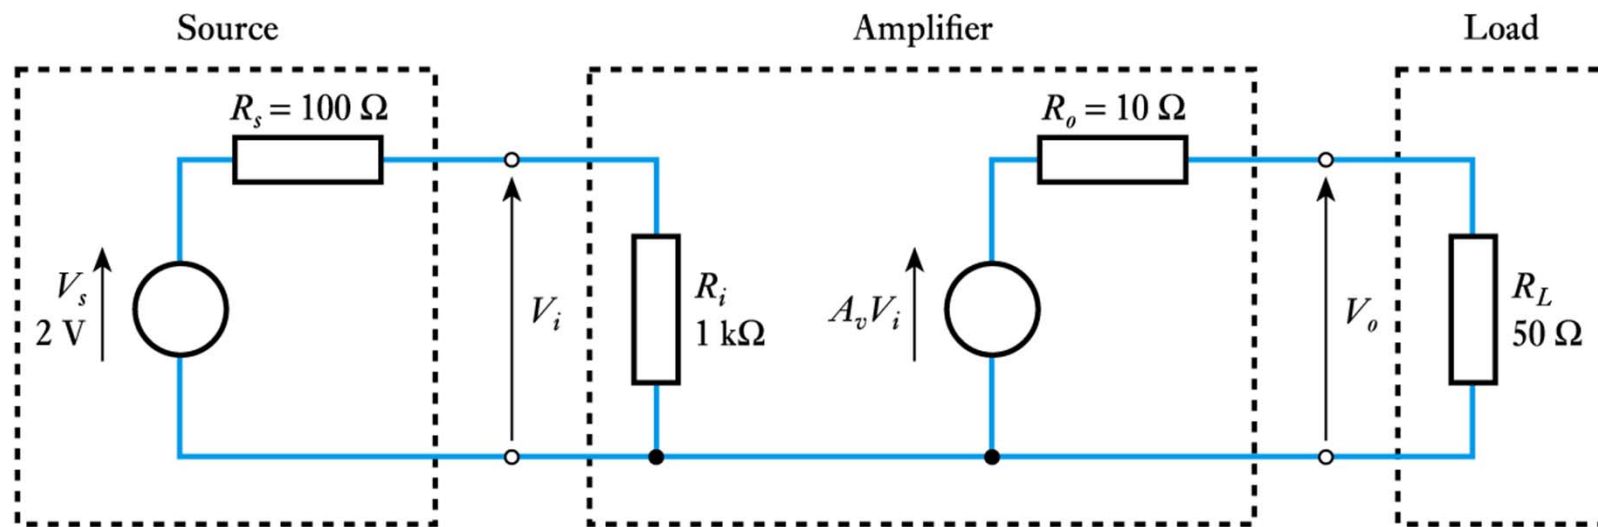 Source
Amplifier
Load
R_s = 100 Ω
R_o = 10 Ω
V_s
2 V
V_i
R_i
1 kΩ
A_vV_i
V_o
R_L
50 Ω